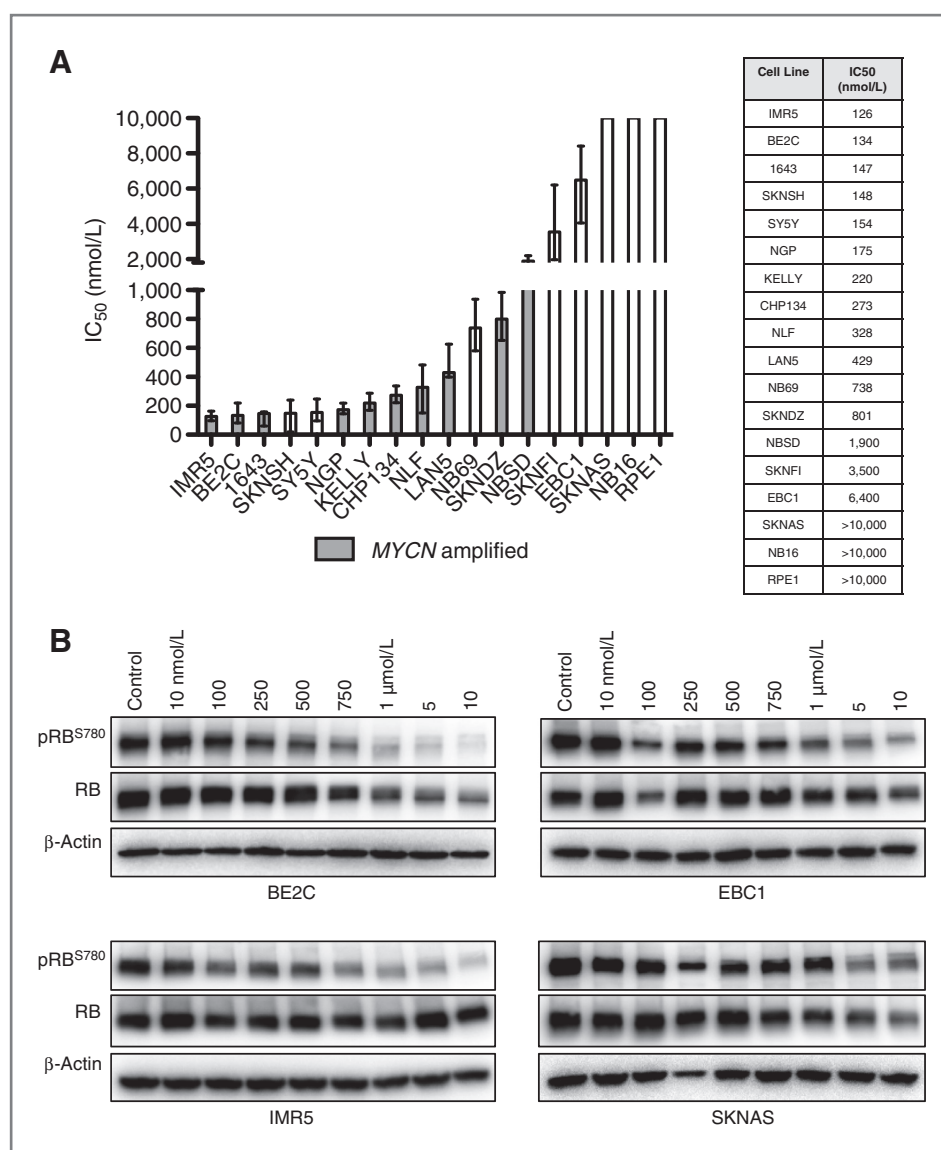 A
IC50 (nmol/L)
10,000
8,000
6,000
4,000
2,000
1,000
800
600
400
200
0
IMR5
BE2C
1643
SKNSH
SY5Y
NGP
KELLY
CHP134
NLF
LAN5
NB69
SKNDZ
NBSD
SKNFI
EBC1
SKNAS
NB16
RPE1
MYCN amplified
Cell Line IC50 (nmol/L)
IMR5 126
BE2C 134
1643 147
SKNSH 148
SY5Y 154
NGP 175
KELLY 220
CHP134 273
NLF 328
LAN5 429
NB69 738
SKNDZ 801
NBSD 1,900
SKNFI 3,500
EBC1 6,400
SKNAS >10,000
NB16 >10,000
RPE1 >10,000
B
Control 10 nmol/L 100 250 500 750 1 μmol/L 5 10
pRBS780
RB
β-Actin
BE2C
Control 10 nmol/L 100 250 500 750 1 μmol/L 5 10
EBC1
pRBS780
RB
β-Actin
IMR5
SKNAS